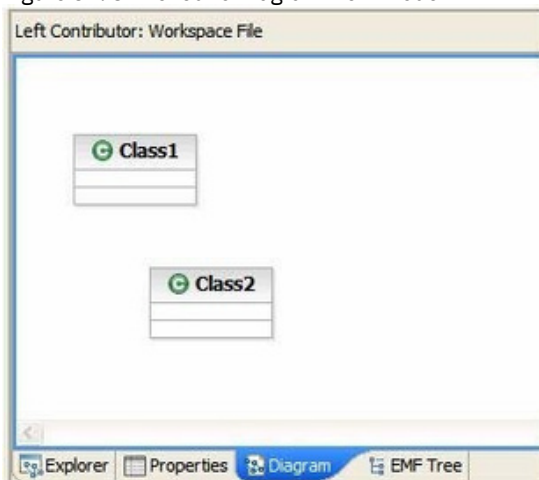 Left Contributor: Workspace File
C Class1
C Class2
Explorer Properties Diagram EMF Tree